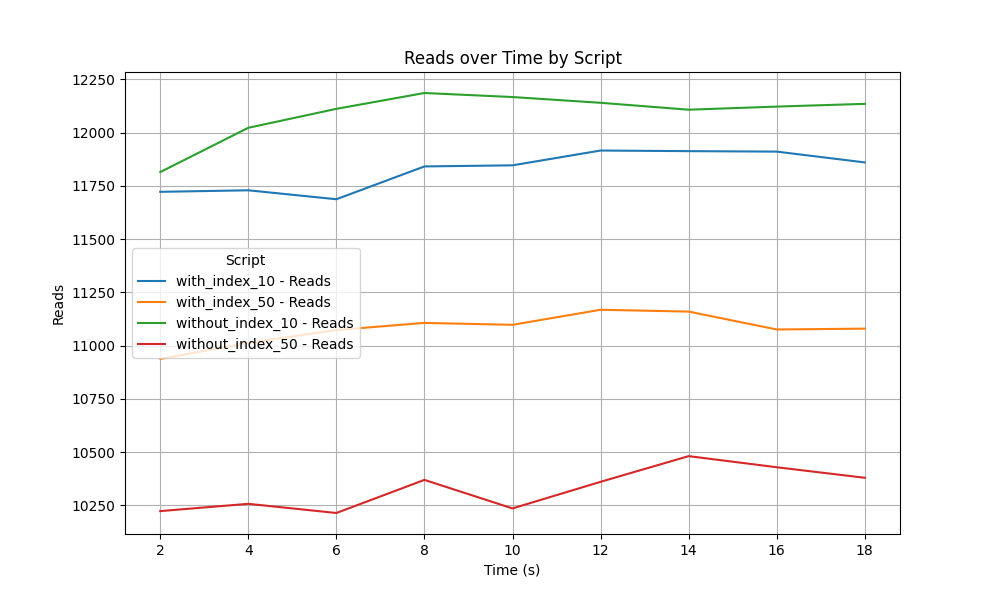 Reads over Time by Script
12250
12000
11750
11500
11250
11000
10750
10500
10250
Reads
Script
with_index_10 - Reads
with_index_50 - Reads
without_index_10 - Reads
without_index_50 - Reads
2 4 6 8 10 12 14 16 18
Time (s)